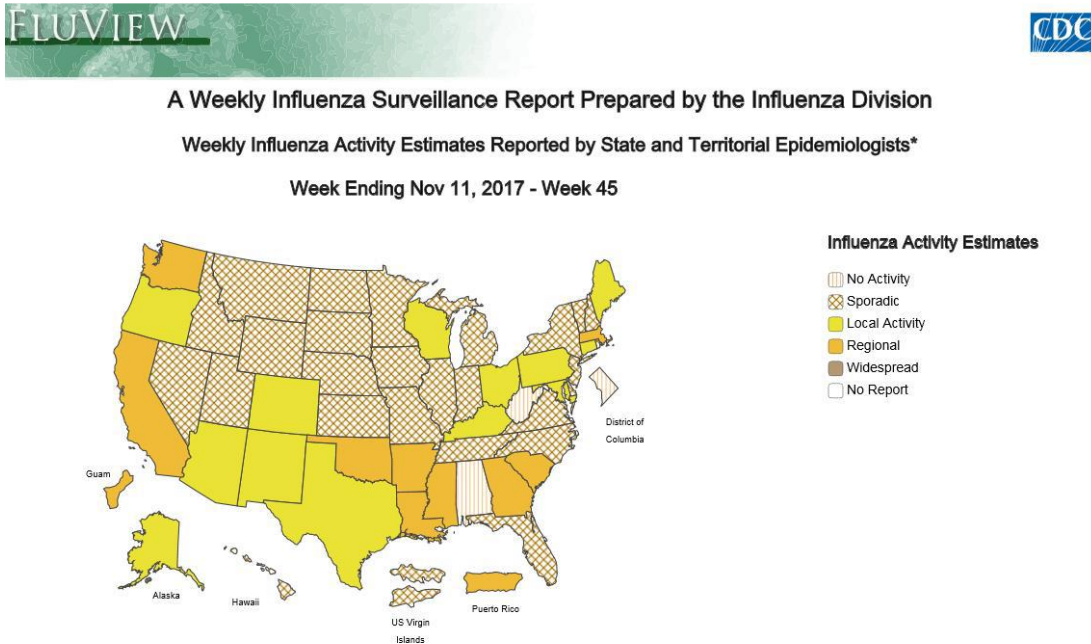 FLUVIEW
CDC
A Weekly Influenza Surveillance Report Prepared by the Influenza Division
Weekly Influenza Activity Estimates Reported by State and Territorial Epidemiologists*
Week Ending Nov 11, 2017 - Week 45
Influenza Activity Estimates
No Activity
Sporadic
Local Activity
Regional
Widespread
No Report
District of
Columbia
Guam
Alaska
Hawaii
US Virgin
Islands
Puerto Rico